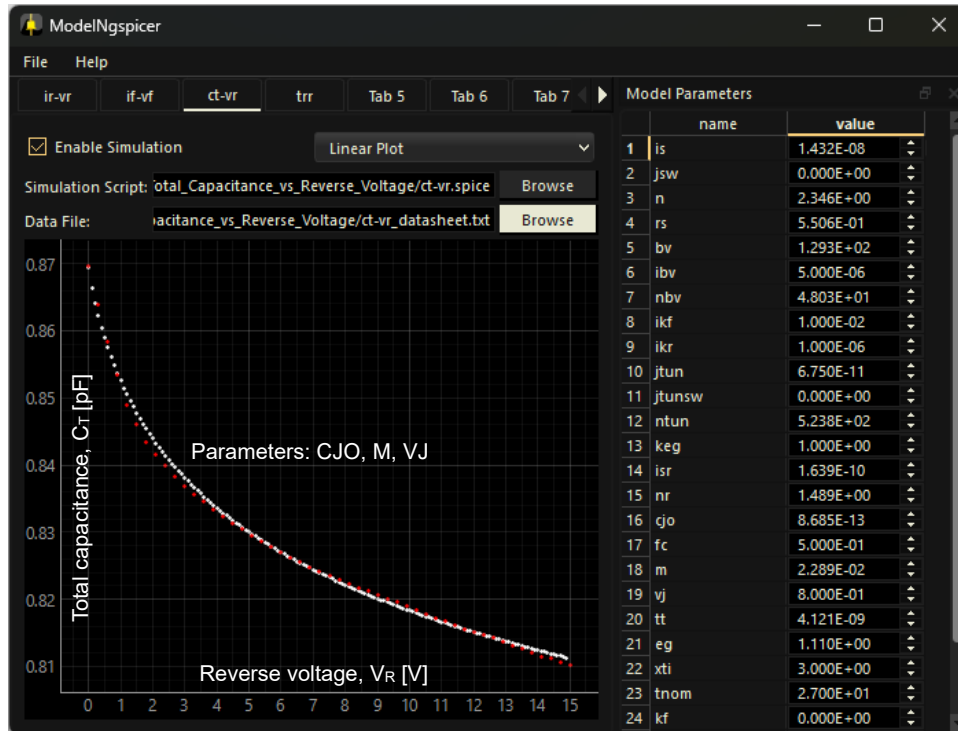 ModelNgspicer
File Help
ir-vr if-vf ct-vr trr Tab 5 Tab 6 Tab 7
Enable Simulation Linear Plot
Simulation Script: Total_Capacitance_vs_Reverse_Voltage/ct-vr.spice Browse
Data File: pacitance_vs_Reverse_Voltage/ct-vr_datasheet.txt Browse
0.87
0.86
0.85
0.84
0.83
0.82
0.81
Total capacitance, CT [pF]
Parameters: CJO, M, VJ
Reverse voltage, VR [V]
0 1 2 3 4 5 6 7 8 9 10 11 12 13 14 15
Model Parameters
name value
1 is 1.432E-08
2 jsw 0.000E+00
3 n 2.346E+00
4 rs 5.506E-01
5 bv 1.293E+02
6 ibv 5.000E-06
7 nbv 4.803E+01
8 ikf 1.000E-02
9 ikr 1.000E-06
10 jtun 6.750E-11
11 jtunsw 0.000E+00
12 ntun 5.238E+02
13 keg 1.000E+00
14 isr 1.639E-10
15 nr 1.489E+00
16 cjo 8.685E-13
17 fc 5.000E-01
18 m 2.289E-02
19 vj 8.000E-01
20 tt 4.121E-09
21 eg 1.110E+00
22 xti 3.000E+00
23 tnom 2.700E+01
24 kf 0.000E+00